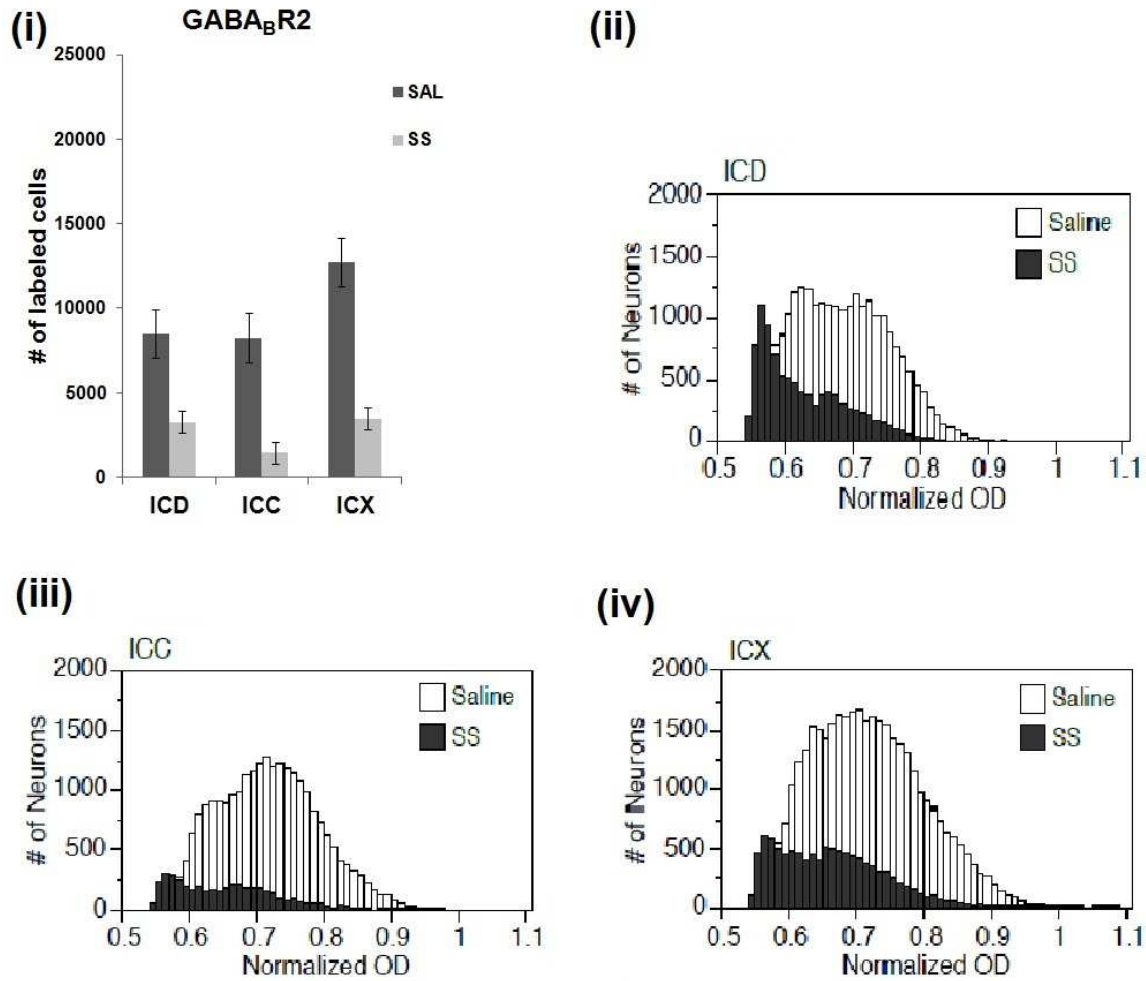 (i)
GABA_BR2
25000
20000
15000
10000
5000
0
# of labeled cells
SAL
SS
ICD ICC ICX
(ii)
ICD
2000
1500
1000
500
0
# of Neurons
Saline
SS
0.5 0.6 0.7 0.8 0.9 1 1.1
Normalized OD
(iii)
ICC
2000
1500
1000
500
0
# of Neurons
Saline
SS
0.5 0.6 0.7 0.8 0.9 1 1.1
Normalized OD
(iv)
ICX
2000
1500
1000
500
0
# of Neurons
Saline
SS
0.5 0.6 0.7 0.8 0.9 1 1.1
Normalized OD